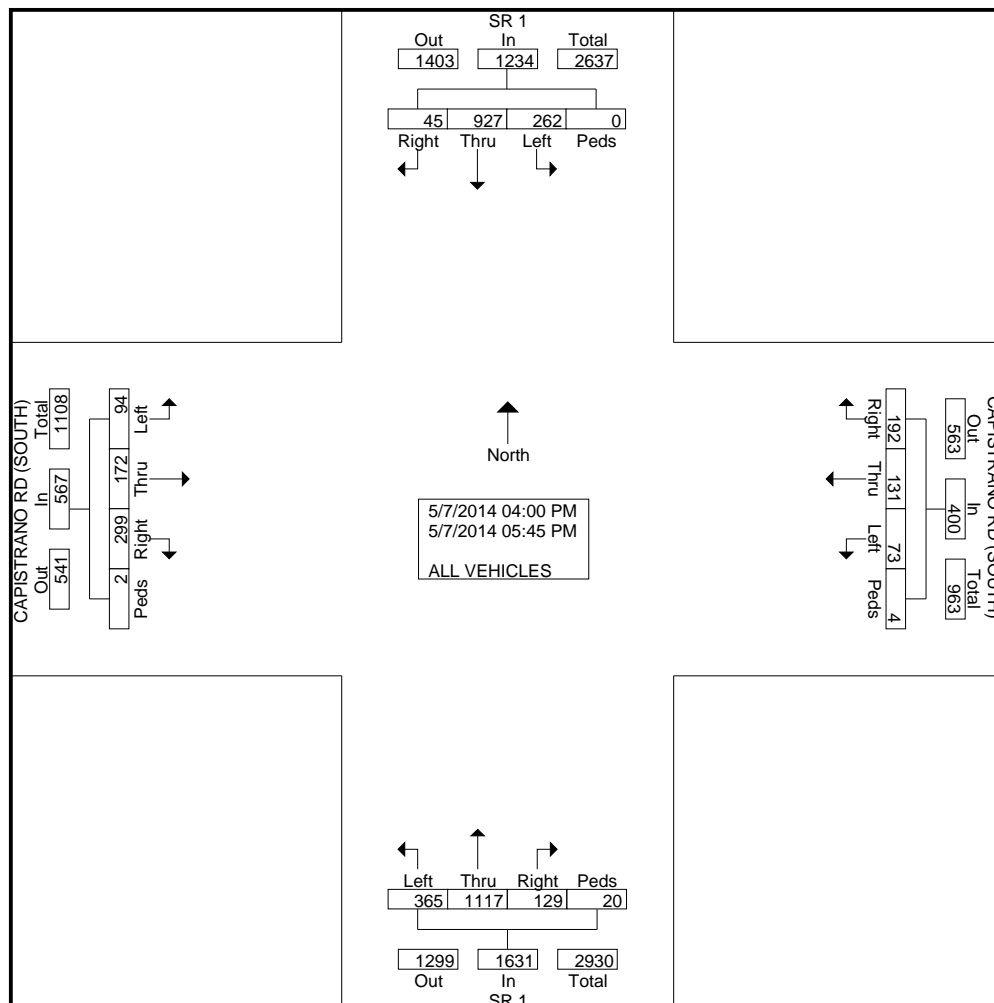 SR 1
Out In Total
1403 1234 2637
45 927 262 0
Right Thru Left Peds
CAPISTRANO RD (SOUTH)
Total In Out
1108 567 541
94 172 299 2
Left Thru Right Peds
North
5/7/2014 04:00 PM
5/7/2014 05:45 PM
ALL VEHICLES
CAPISTRANO RD (SOUTH)
Out In Total
563 400 963
192 131 73 4
Right Thru Left Peds
Left Thru Right Peds
365 1117 129 20
1299 1631 2930
Out In Total
SR 1